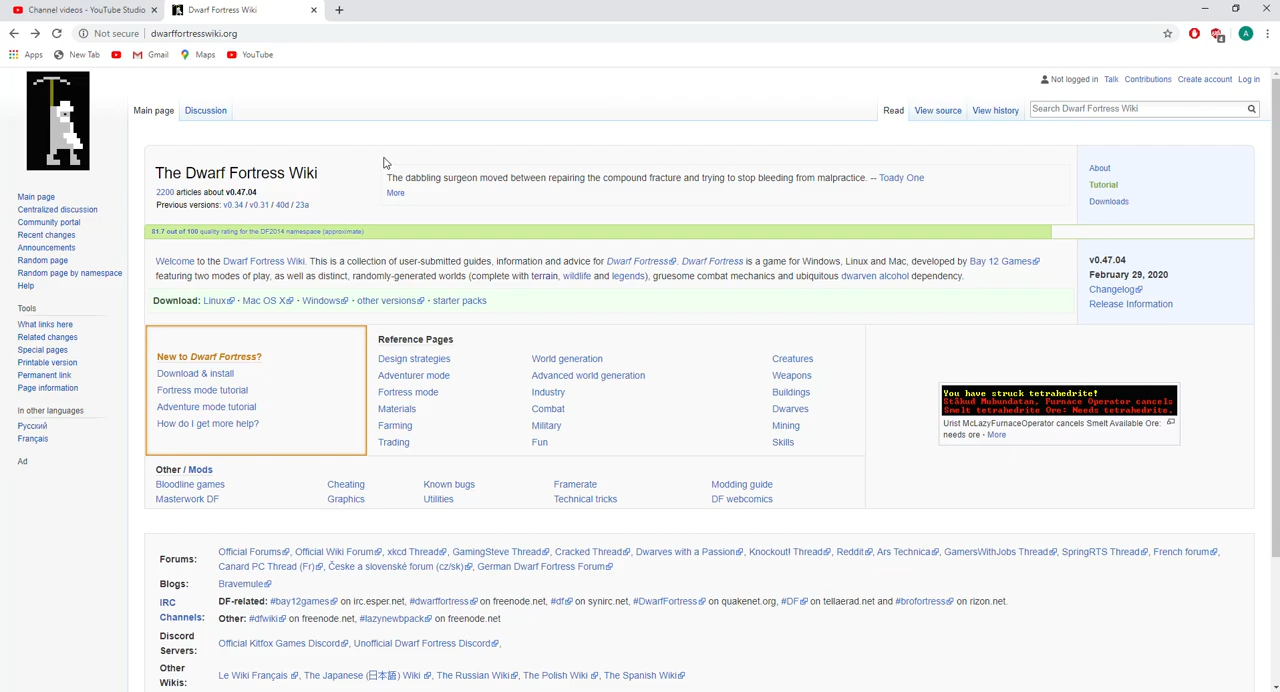 Channel videos - YouTube Studio
Dwarf Fortress Wiki
Not secure
dwarffortresswiki.org
Apps
New Tab
Gmail
Maps
YouTube
Not logged in Talk Contributions Create account Log in
Main page Discussion
Read View source View history
Search Dwarf Fortress Wiki
Main page
Centralized discussion
Community portal
Recent changes
Announcements
Random page
Random page by namespace
Help
Tools
What links here
Related changes
Special pages
Printable version
Permanent link
Page information
In other languages
Русский
Français
Ad
The Dwarf Fortress Wiki
2200 articles about v0.47.04
Previous versions: v0.34 / v0.31 / 40d / 23a
The dabbling surgeon moved between repairing the compound fracture and trying to stop bleeding from malpractice. -- Toady One
More
About
Tutorial
Downloads
81.7 out of 100 quality rating for the DF2014 namespace (approximate)
Welcome to the Dwarf Fortress Wiki. This is a collection of user-submitted guides, information and advice for Dwarf Fortress. Dwarf Fortress is a game for Windows, Linux and Mac, developed by Bay 12 Games
featuring two modes of play, as well as distinct, randomly-generated worlds (complete with terrain, wildlife and legends), gruesome combat mechanics and ubiquitous dwarven alcohol dependency.
Download: Linux · Mac OS X · Windows · other versions · starter packs
v0.47.04
February 29, 2020
Changelog
Release Information
New to Dwarf Fortress?
Download & install
Fortress mode tutorial
Adventure mode tutorial
How do I get more help?
Reference Pages
Design strategies World generation Creatures
Adventurer mode Advanced world generation Weapons
Fortress mode Industry Buildings
Materials Combat Dwarves
Farming Military Mining
Trading Fun Skills
You have struck tetrahedrite!
Stâkud Muhundatan, Furnace Operator cancels
Smelt tetrahedrite Ore: Needs tetrahedrite.
Urist McLazyFurnaceOperator cancels Smelt Available Ore:
needs ore - More
Other / Mods
Bloodline games Cheating Known bugs Framerate Modding guide
Masterwork DF Graphics Utilities Technical tricks DF webcomics
Forums:
Official Forums, Official Wiki Forum, xkcd Thread, GamingSteve Thread, Cracked Thread, Dwarves with a Passion, Knockout! Thread, Reddit, Ars Technica, GamersWithJobs Thread, SpringRTS Thread, French forum,
Canard PC Thread (Fr), České a slovenské forum (cz/sk), German Dwarf Fortress Forum
Blogs:
Bravemule
IRC Channels:
DF-related: #bay12games on irc.esper.net, #dwarffortress on freenode.net, #df on synirc.net, #DwarfFortress on quakenet.org, #DF on tellaerad.net and #brofortress on rizon.net.
Other: #dfwiki on freenode.net, #lazynewbpack on freenode.net
Discord Servers:
Official Kitfox Games Discord, Unofficial Dwarf Fortress Discord,
Other Wikis:
Le Wiki Français , The Japanese (日本語) Wiki , The Russian Wiki, The Polish Wiki , The Spanish Wiki